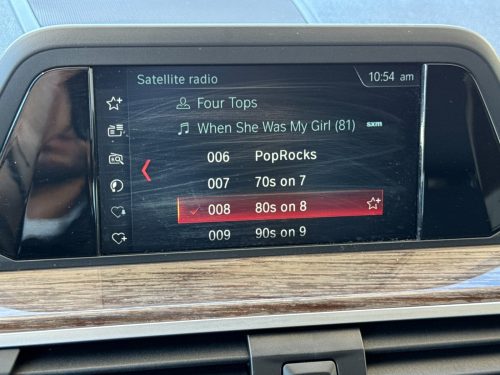 Satellite radio 10:54 am
Four Tops
When She Was My Girl (81) sxm
006 PopRocks
007 70s on 7
008 80s on 8
009 90s on 9